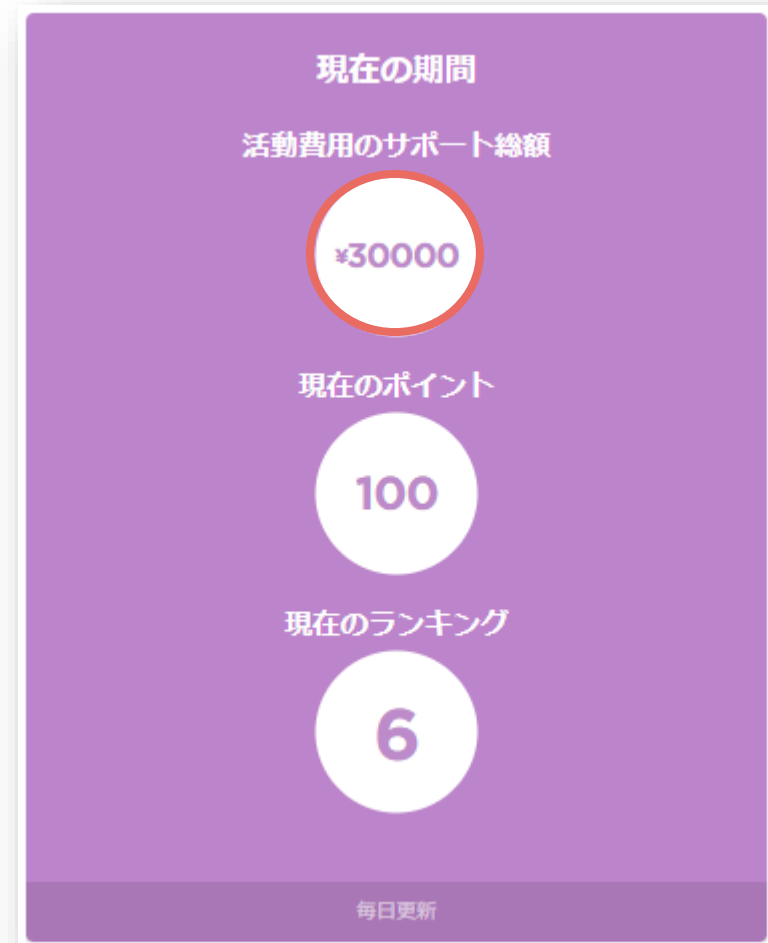 現在の期間
活動費用のサポート総額
¥30000
現在のポイント
100
現在のランキング
6
毎日更新